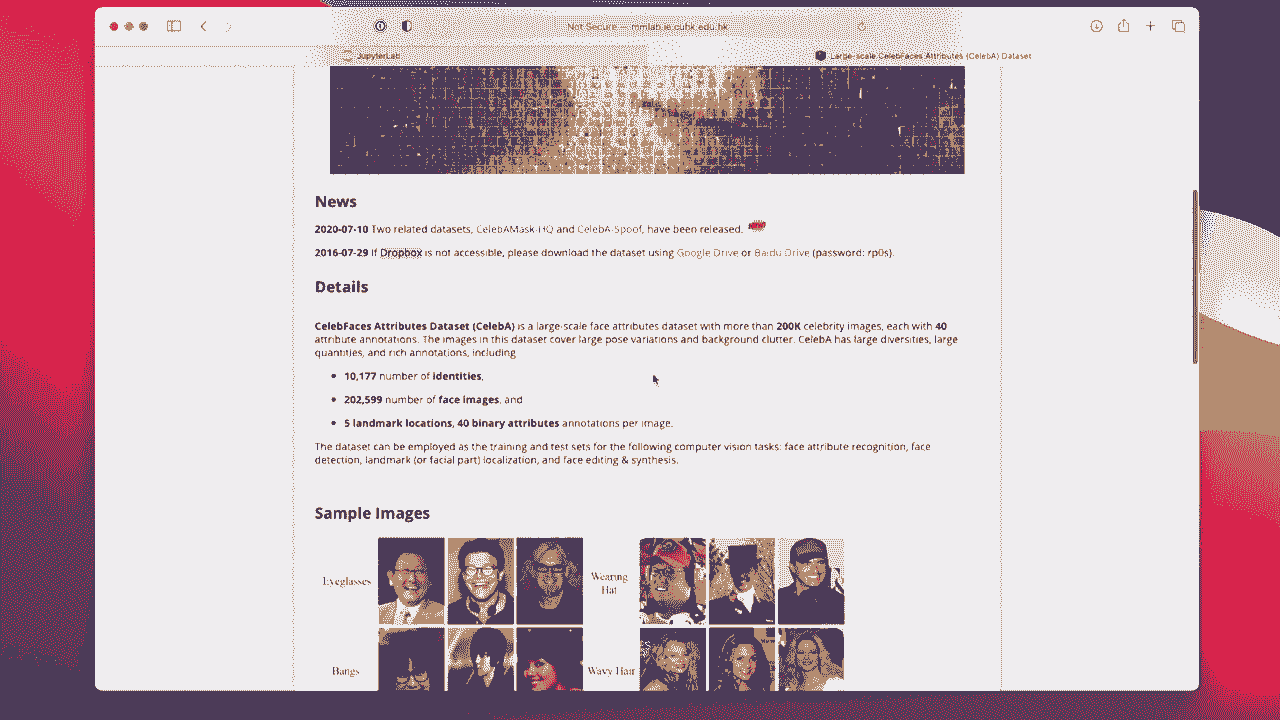 Not Secure — mmlab.ie.cuhk.edu.hk
JupyterLab
Large-scale CelebFaces Attributes (CelebA) Dataset
News
2020-07-10 Two related datasets, CelebAMask-HQ and CelebA-Spoof, have been released.
2016-07-29 If Dropbox is not accessible, please download the dataset using Google Drive or Baidu Drive (password: rp0s).
Details
CelebFaces Attributes Dataset (CelebA) is a large-scale face attributes dataset with more than 200K celebrity images, each with 40
attribute annotations. The images in this dataset cover large pose variations and background clutter. CelebA has large diversities, large
quantities, and rich annotations, including
10,177 number of identities,
202,599 number of face images, and
5 landmark locations, 40 binary attributes annotations per image.
The dataset can be employed as the training and test sets for the following computer vision tasks: face attribute recognition, face
detection, landmark (or facial part) localization, and face editing & synthesis.
Sample Images
Eyeglasses
Wearing
Hat
Bangs
Wavy Hair